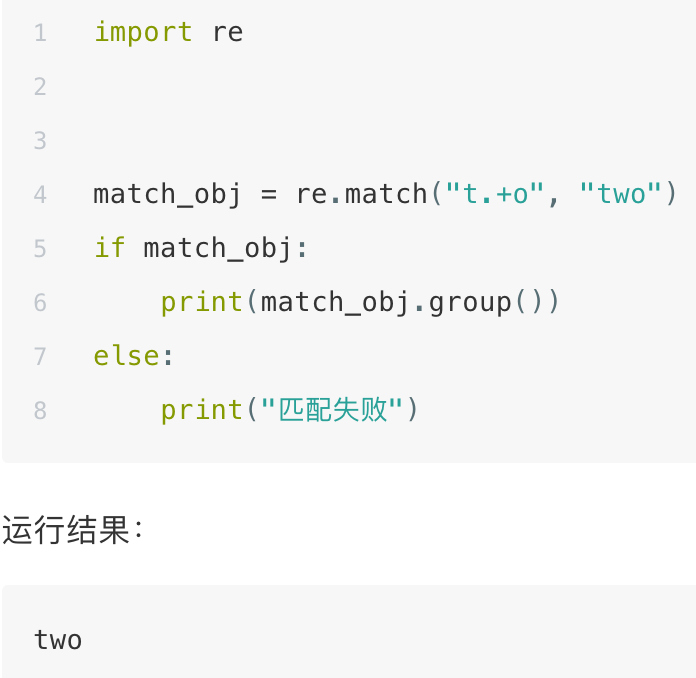 1 import re
2
3
4 match_obj = re.match("t.+o", "two")
5 if match_obj:
6     print(match_obj.group())
7 else:
8     print("匹配失败")
运行结果：
two